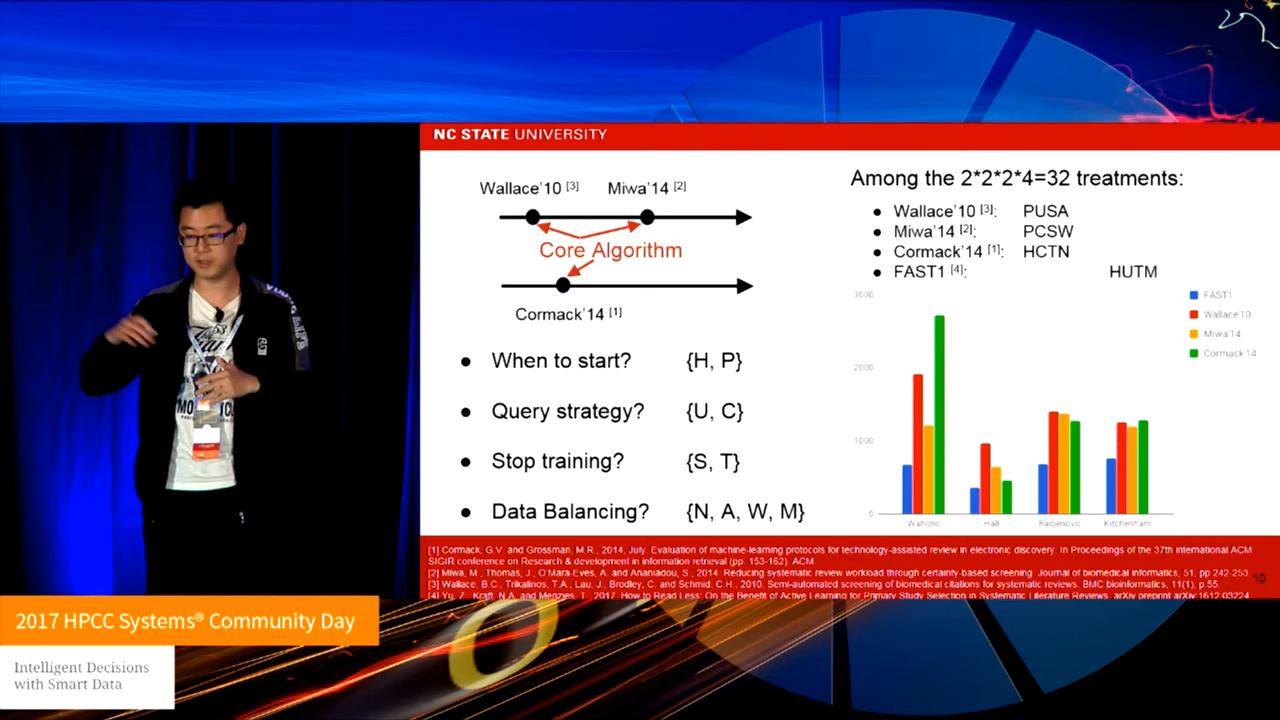 NC STATE UNIVERSITY
Wallace'10 [3]
Miwa'14 [2]
Core Algorithm
Cormack'14 [1]
● When to start? {H, P}
● Query strategy? {U, C}
● Stop training? {S, T}
● Data Balancing? {N, A, W, M}
Among the 2*2*2*4=32 treatments:
● Wallace'10 [3]: PUSA
● Miwa'14 [2]: PCSW
● Cormack'14 [1]: HCTN
● FAST1 [4]: HUTM
3000
2000
1000
0
Wahono
Hall
Radjenovic
Kitchenham
FAST1
Wallace'10
Miwa'14
Cormack'14
[1] Cormack, G.V. and Grossman, M.R., 2014, July. Evaluation of machine-learning protocols for technology-assisted review in electronic discovery. In Proceedings of the 37th international ACM
SIGIR conference on Research & development in information retrieval (pp. 153-162). ACM
[2] Miwa, M., Thomas, J., O'Mara-Eves, A. and Ananiadou, S., 2014. Reducing systematic review workload through certainty-based screening. Journal of biomedical informatics, 51, pp.242-253.
[3] Wallace, B.C., Trikalinos, T.A., Lau, J., Brodley, C. and Schmid, C.H., 2010. Semi-automated screening of biomedical citations for systematic reviews. BMC bioinformatics, 11(1), p.55.
[4] Yu, Z., Kraft, N.A. and Menzies, T., 2017. How to Read Less: On the Benefit of Active Learning for Primary Study Selection in Systematic Literature Reviews. arXiv preprint arXiv:1612.03224
10
2017 HPCC Systems® Community Day
Intelligent Decisions
with Smart Data